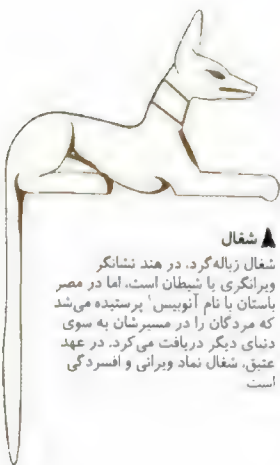 ▲ شغال
شغال زباله‌گرد، در هند نشانگر
ویرانگری یا شیطان است، اما در مصر
باستان با نام آنوبیس¹ پرستیده می‌شد
که مردگان را در مسیرشان به سوی
دنیای دیگر دریافت می‌کرد. در عهد
عتیق، شغال نماد ویرانی و افسردگی
است